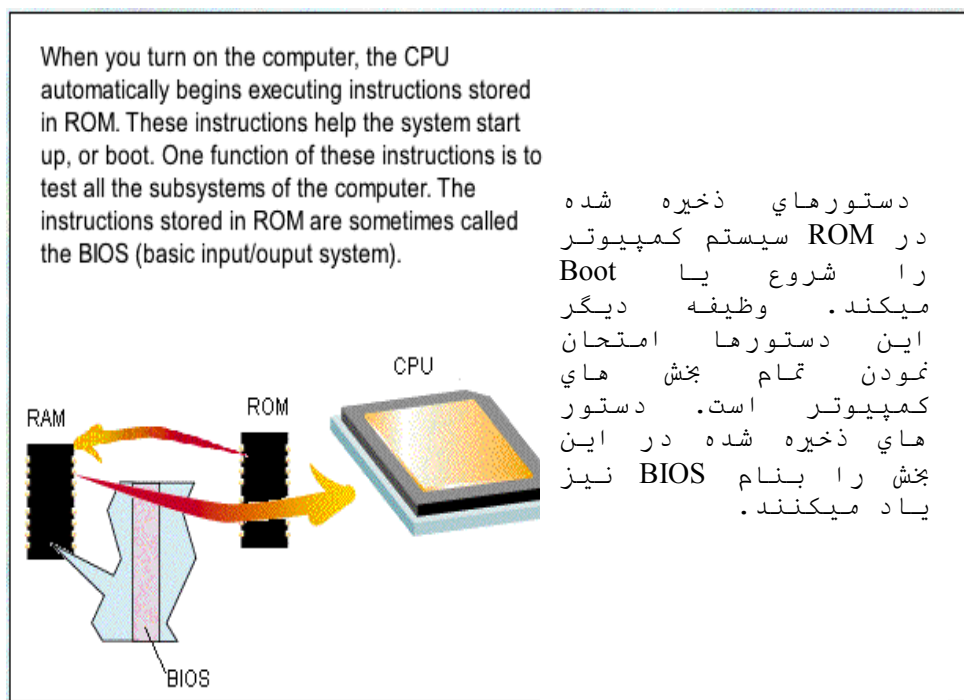 When you turn on the computer, the CPU
automatically begins executing instructions stored
in ROM. These instructions help the system start
up, or boot. One function of these instructions is to
test all the subsystems of the computer. The
instructions stored in ROM are sometimes called
the BIOS (basic input/ouput system).
دستورهاي ذخيره شده
در ROM سيستم كمپيوتر
را شروع يا Boot
ميكند. وظيفه ديگر
اين دستورها امتحان
نمودن تمام بخش هاي
كمپيوتر است. دستور
هاي ذخيره شده در اين
بخش را بنام BIOS نيز
ياد ميكنند.
CPU
RAM
ROM
BIOS